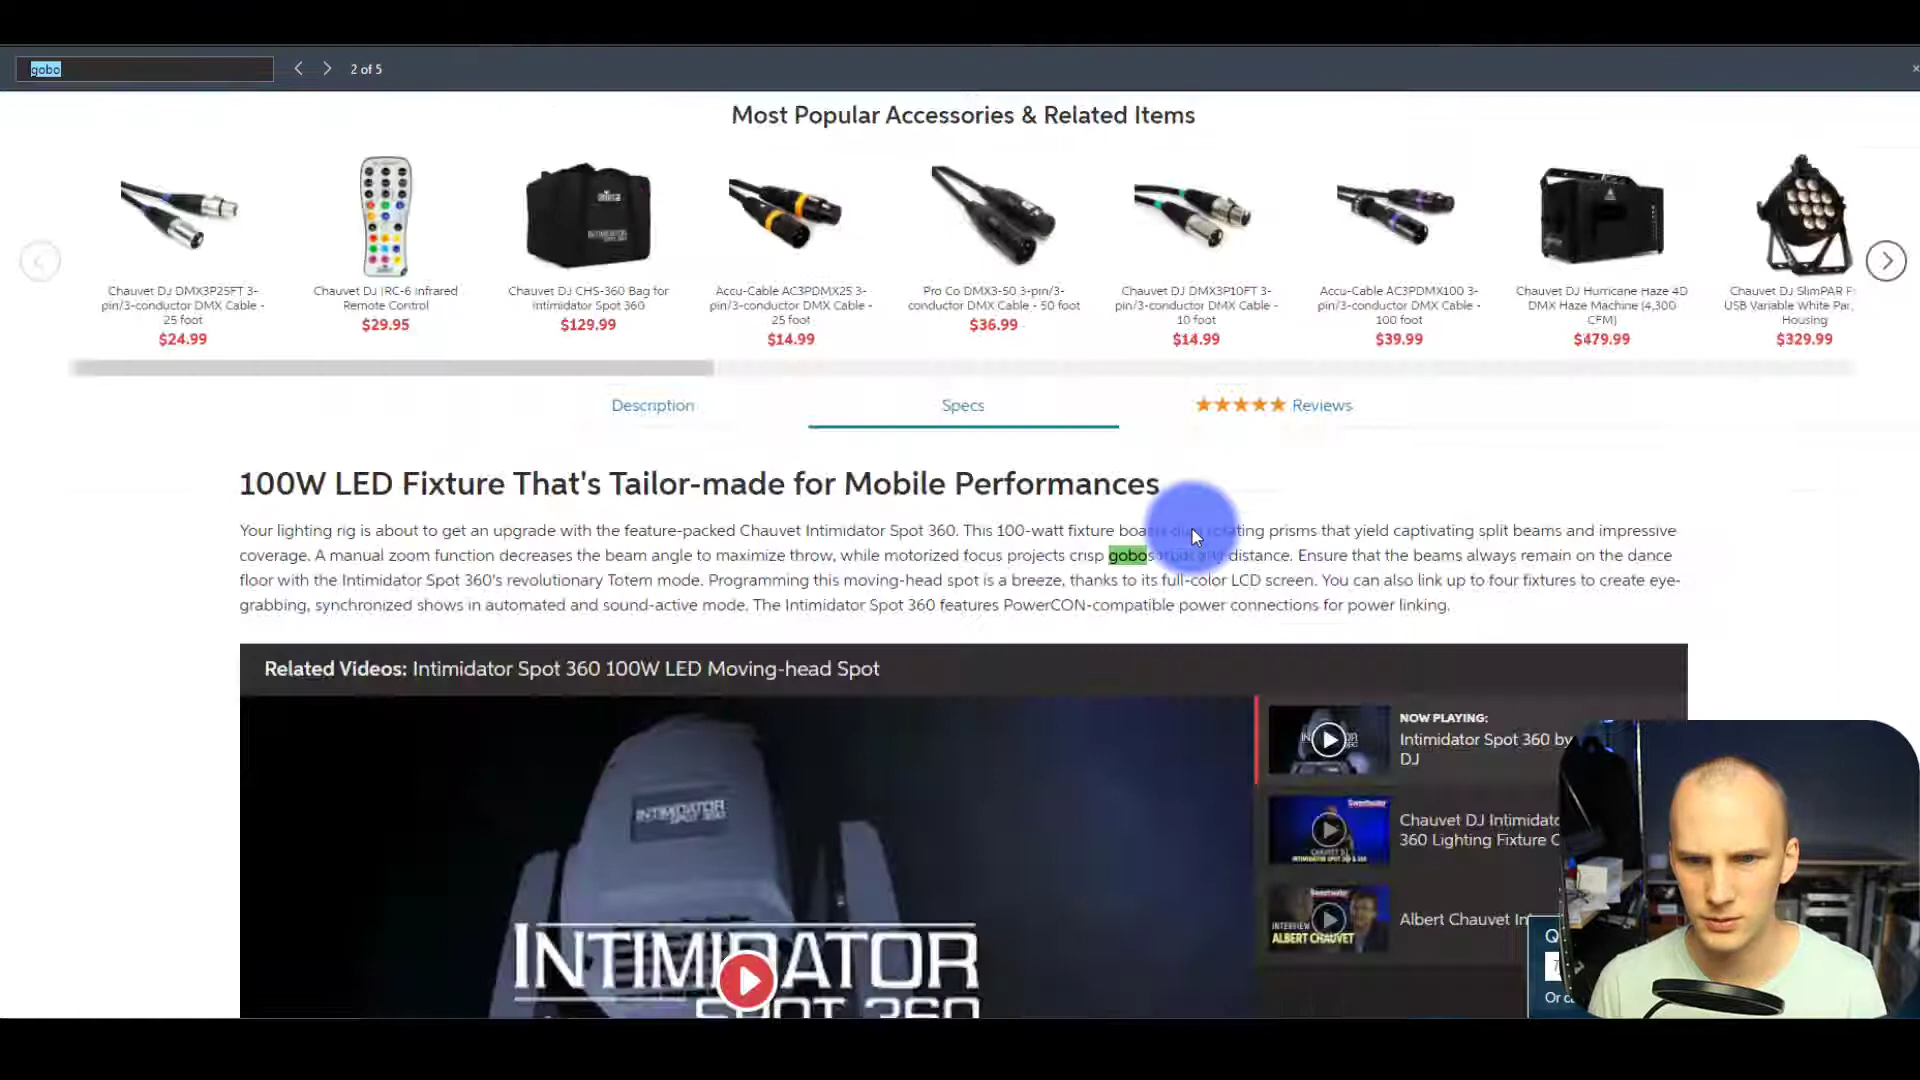 gobo
2 of 5
Most Popular Accessories & Related Items
Chauvet DJ DMX3P25FT 3-
pin/3-conductor DMX Cable -
25 foot
$24.99
Chauvet DJ IRC-6 Infrared
Remote Control
$29.95
Chauvet DJ CHS-360 Bag for
Intimidator Spot 360
$129.99
Accu-Cable AC3PDMX25 3-
pin/3-conductor DMX Cable -
25 foot
$14.99
Pro Co DMX3-50 3-pin/3-
conductor DMX Cable - 50 foot
$36.99
Chauvet DJ DMX3P10FT 3-
pin/3-conductor DMX Cable -
10 foot
$14.99
Accu-Cable AC3PDMX100 3-
pin/3-conductor DMX Cable -
100 foot
$39.99
Chauvet DJ Hurricane Haze 4D
DMX Haze Machine (4,300
CFM)
$479.99
Chauvet DJ SlimPAR
USB Variable White Par,
Housing
$329.99
Description
Specs
Reviews
100W LED Fixture That's Tailor-made for Mobile Performances
Your lighting rig is about to get an upgrade with the feature-packed Chauvet Intimidator Spot 360. This 100-watt fixture boasts dual rotating prisms that yield captivating split beams and impressive
coverage. A manual zoom function decreases the beam angle to maximize throw, while motorized focus projects crisp gobos distance. Ensure that the beams always remain on the dance
floor with the Intimidator Spot 360's revolutionary Totem mode. Programming this moving-head spot is a breeze, thanks to its full-color LCD screen. You can also link up to four fixtures to create eye-
grabbing, synchronized shows in automated and sound-active mode. The Intimidator Spot 360 features PowerCON-compatible power connections for power linking.
Related Videos: Intimidator Spot 360 100W LED Moving-head Spot
INTIMIDATOR
SPOT 360
INTIMIDATOR
SPOT 360
NOW PLAYING:
Intimidator Spot 360 by
DJ
Sweetwater
CHAUVET DJ
INTIMIDATOR SPOT 360
Chauvet DJ Intimidato
360 Lighting Fixture
Sweetwater
INTERVIEW
ALBERT CHAUVET
Albert Chauvet